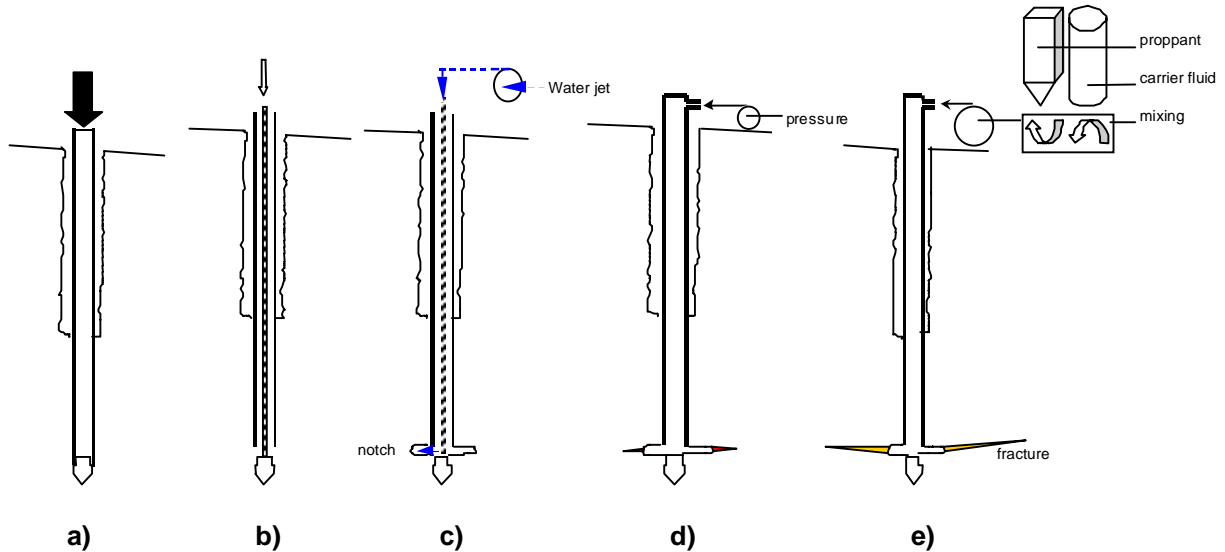 proppant
carrier fluid
Water jet
mixing
pressure
notch
fracture
a)
b)
c)
d)
e)